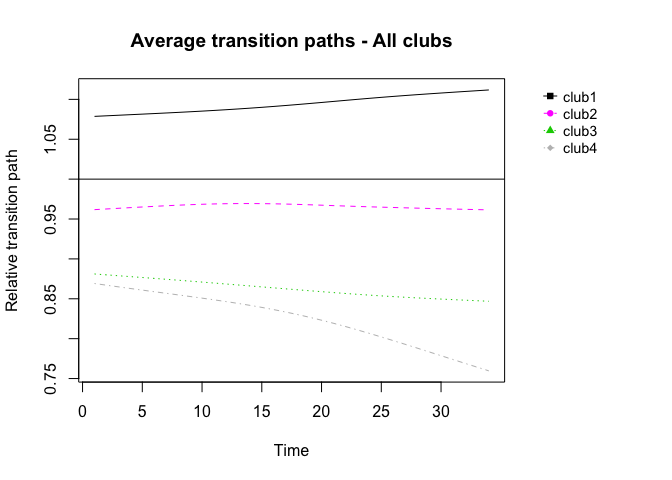 Average transition paths - All clubs
club1
club2
club3
club4
Relative transition path
1.05
0.95
0.85
0.75
0 5 10 15 20 25 30
Time